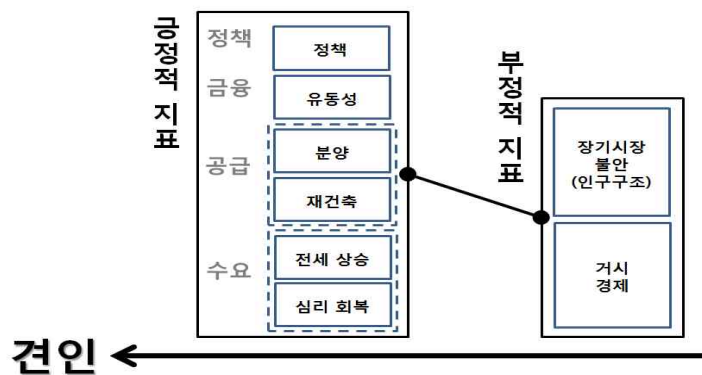 긍정적 지표
정책
정책
금융
유동성
공급
분양
재건축
수요
전세 상승
심리 회복
부정적 지표
장기시장
불안
(인구구조)
거시
경제
견인